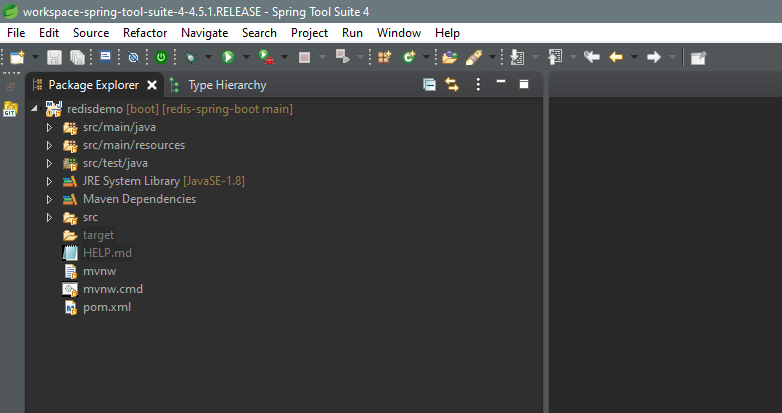 workspace-spring-tool-suite-4-4.5.1.RELEASE - Spring Tool Suite 4
File Edit Source Refactor Navigate Search Project Run Window Help
Package Explorer Type Hierarchy
redisdemo [boot] [redis-spring-boot main]
src/main/java
src/main/resources
src/test/java
JRE System Library [JavaSE-1.8]
Maven Dependencies
src
target
HELP.md
mvnw
mvnw.cmd
pom.xml
GIT